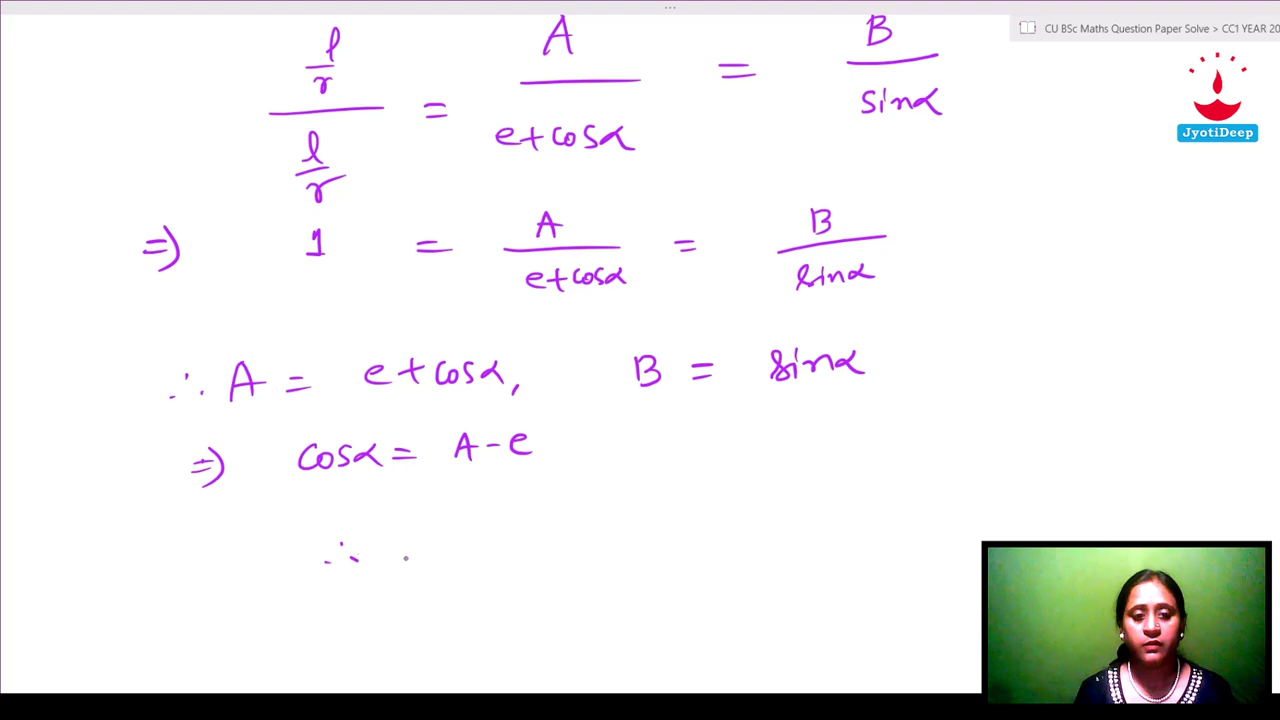 CU BSc Maths Question Paper Solve > CC1 YEAR 20
JyotiDeep
l/r / l/r = A / e+cosα = B / sinα
⇒ 1 = A / e+cosα = B / sinα
∴ A = e+cosα, B = sinα
⇒ cosα = A-e
∴